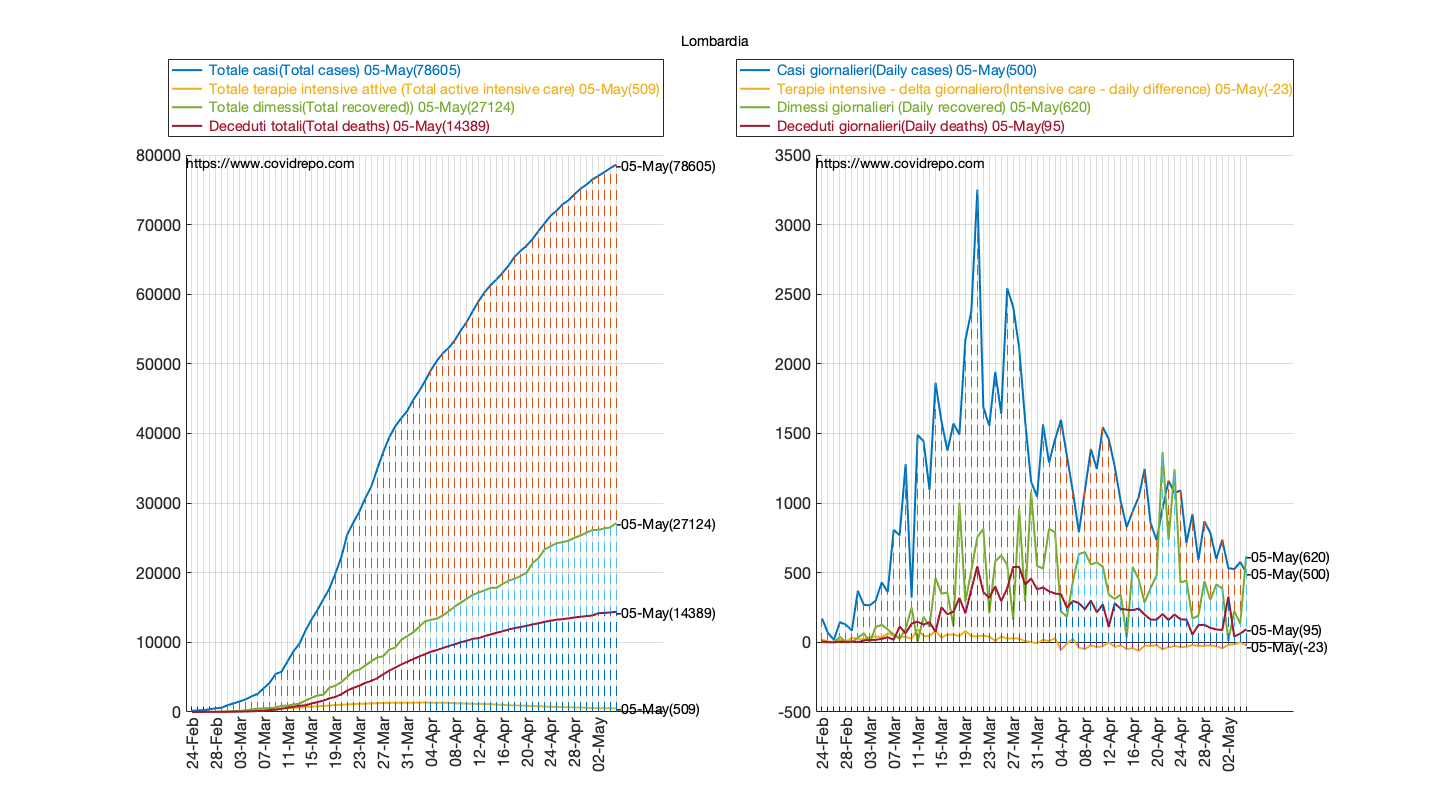 Lombardia
Totale casi(Total cases) 05-May(78605)
Totale terapie intensive attive (Total active intensive care) 05-May(509)
Totale dimessi(Total recovered)) 05-May(27124)
Deceduti totali(Total deaths) 05-May(14389)
80000
70000
60000
50000
40000
30000
20000
10000
0
https://www.covidrepo.com
05-May(78605)
05-May(27124)
05-May(14389)
05-May(509)
24-Feb
28-Feb
03-Mar
07-Mar
11-Mar
15-Mar
19-Mar
23-Mar
27-Mar
31-Mar
04-Apr
08-Apr
12-Apr
16-Apr
20-Apr
24-Apr
28-Apr
02-May
Casi giornalieri(Daily cases) 05-May(500)
Terapie intensive - delta giornaliero(Intensive care - daily difference) 05-May(-23)
Dimessi giornalieri (Daily recovered) 05-May(620)
Deceduti giornalieri(Daily deaths) 05-May(95)
3500
3000
2500
2000
1500
1000
500
0
-500
https://www.covidrepo.com
05-May(620)
05-May(500)
05-May(95)
05-May(-23)
24-Feb
28-Feb
03-Mar
07-Mar
11-Mar
15-Mar
19-Mar
23-Mar
27-Mar
31-Mar
04-Apr
08-Apr
12-Apr
16-Apr
20-Apr
24-Apr
28-Apr
02-May